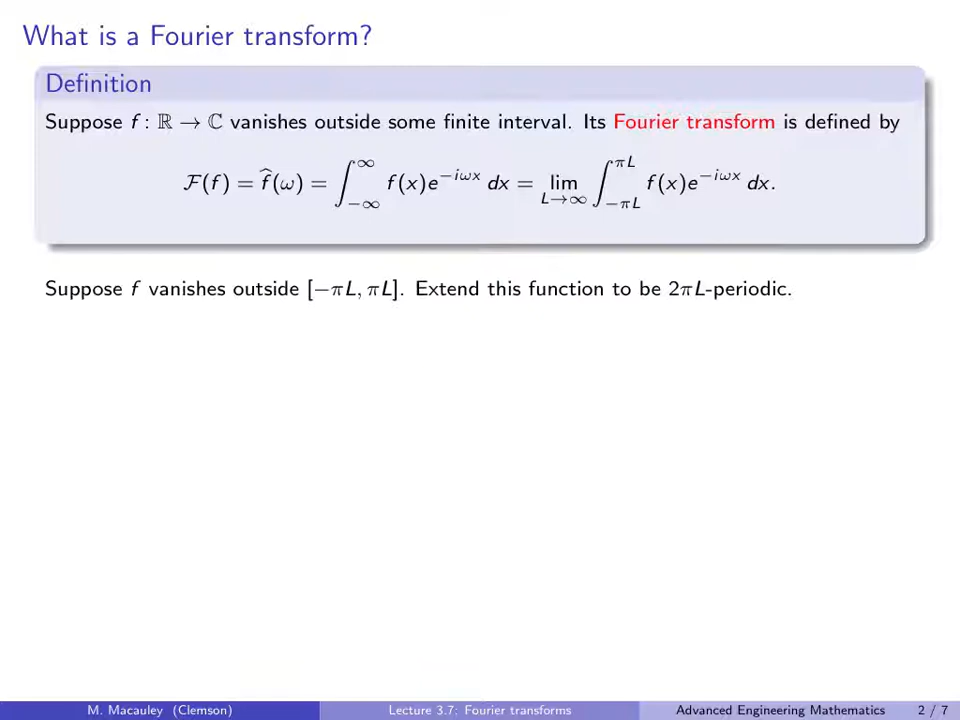 What is a Fourier transform?
Definition
Suppose f : ℝ → ℂ vanishes outside some finite interval. Its Fourier transform is defined by
ℱ(f) = f̂(ω) = ∫_{−∞}^{∞} f(x)e^{−iωx} dx = lim_{L→∞} ∫_{−πL}^{πL} f(x)e^{−iωx} dx.
Suppose f vanishes outside [−πL, πL]. Extend this function to be 2πL-periodic.
M. Macauley (Clemson) Lecture 3.7: Fourier transforms Advanced Engineering Mathematics 2 / 7